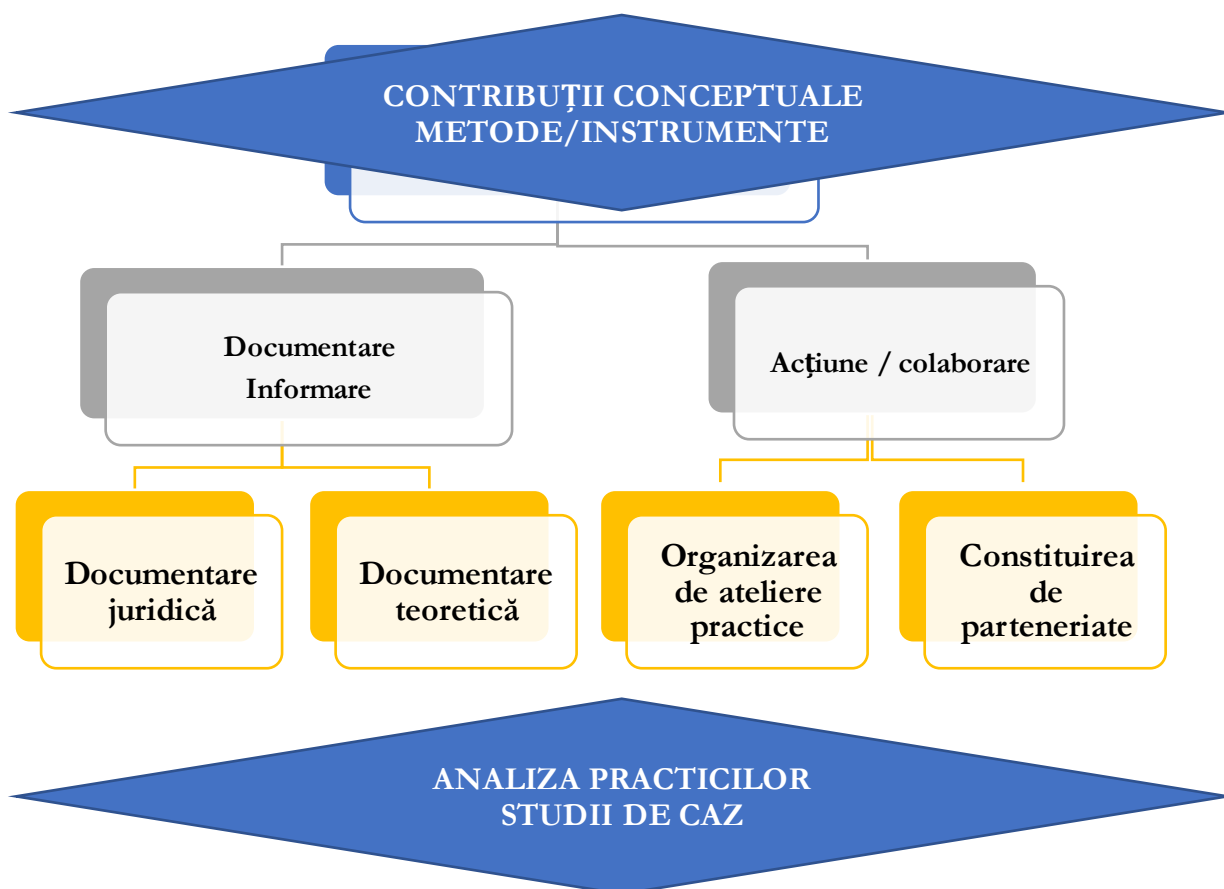 CONTRIBUȚII CONCEPTUALE
METODE/INSTRUMENTE
Documentare
Informare
Acțiune / colaborare
Documentare
juridică
Documentare
teoretică
Organizarea
de ateliere
practice
Constituirea
de
parteneriate
ANALIZA PRACTICILOR
STUDII DE CAZ